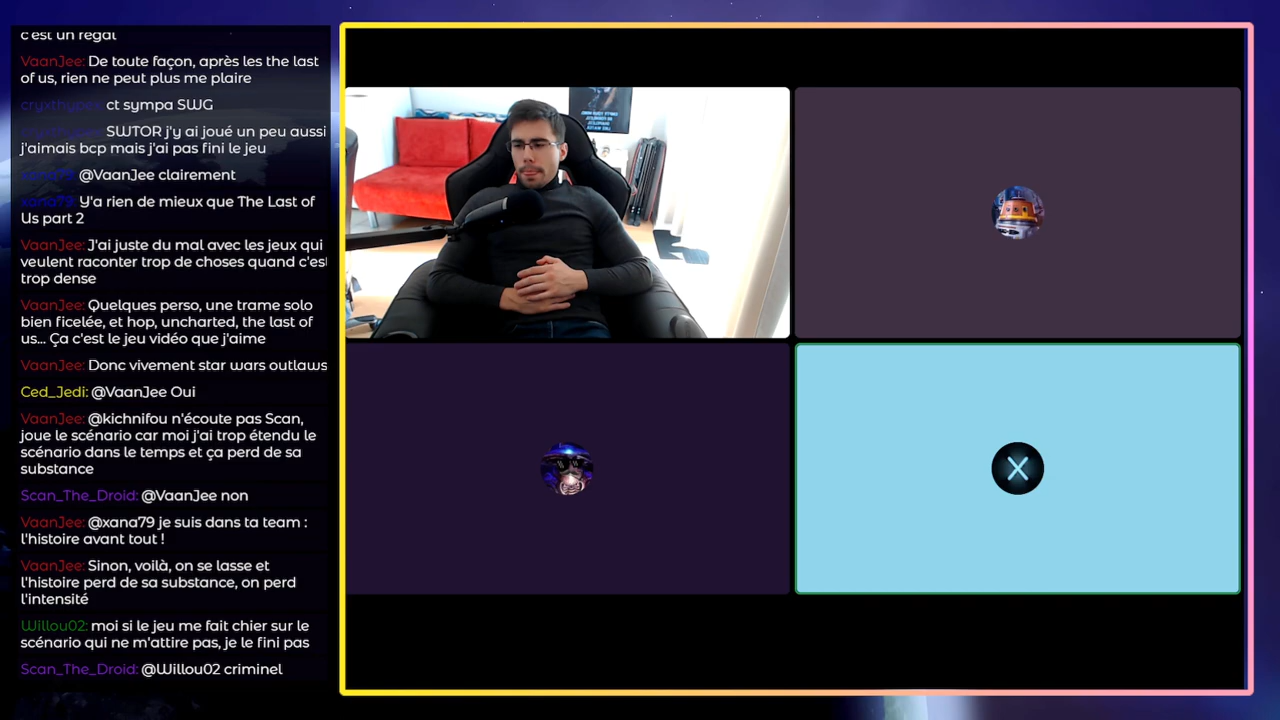 c'est un régal
VaanJee: De toute façon, après les the last
of us, rien ne peut plus me plaire
ct sympa SWG
SWTOR j'y ai joué un peu aussi
j'aimais bcp mais j'ai pas fini le jeu
xana79: @VaanJee clairement
xana79: Y'a rien de mieux que The Last of
Us part 2
VaanJee: J'ai juste du mal avec les jeux qui
veulent raconter trop de choses quand c'est
trop dense
VaanJee: Quelques perso, une trame solo
bien ficelée, et hop, uncharted, the last of
us... Ça c'est le jeu vidéo que j'aime
VaanJee: Donc vivement star wars outlaws
Ced_Jedi: @VaanJee Oui
VaanJee: @kichnifou n'écoute pas Scan,
joue le scénario car moi j'ai trop étendu le
scénario dans le temps et ça perd de sa
substance
Scan_The_Droid: @VaanJee non
VaanJee: @xana79 je suis dans ta team :
l'histoire avant tout !
VaanJee: Sinon, voilà, on se lasse et
l'histoire perd de sa substance, on perd
l'intensité
Willou02: moi si le jeu me fait chier sur le
scénario qui ne m'attire pas, je le fini pas
Scan_The_Droid: @Willou02 criminel
X